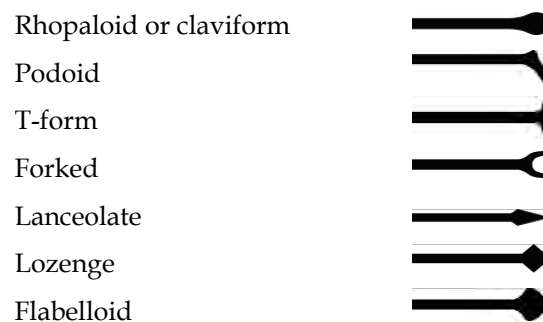 Rhopaloid or claviform
Podoid
T-form
Forked
Lanceolate
Lozenge
Flabelloid